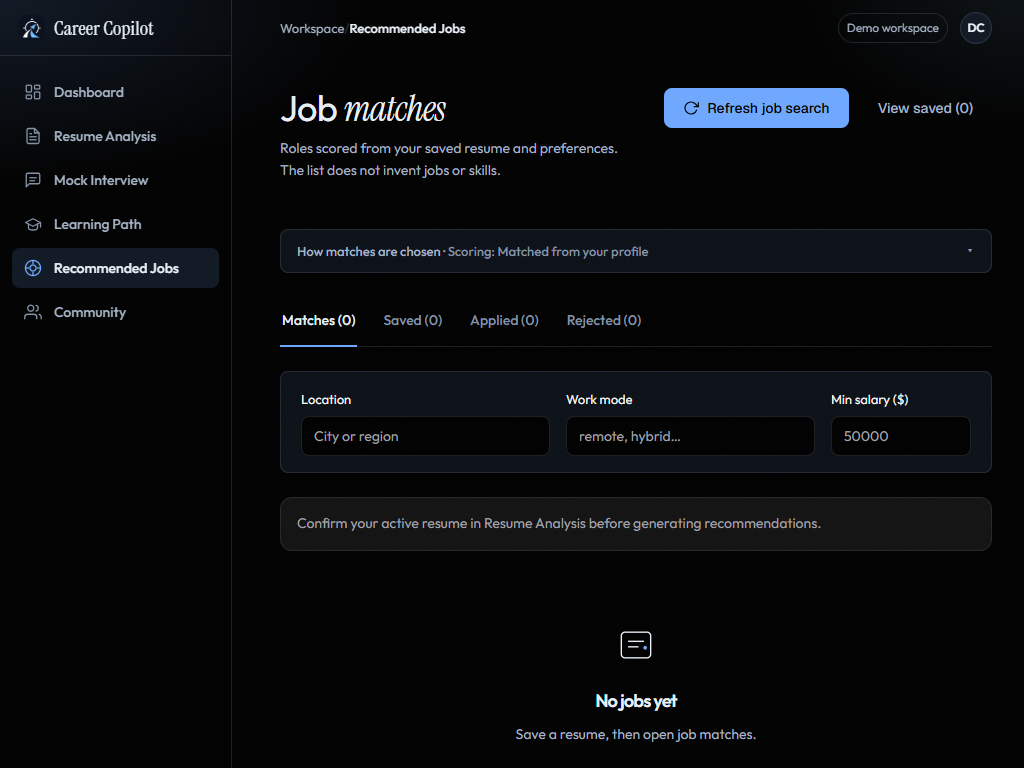 Career Copilot
Workspace/Recommended Jobs
Demo workspace
DC
Dashboard
Resume Analysis
Mock Interview
Learning Path
Recommended Jobs
Community
Job matches
Refresh job search
View saved (0)
Roles scored from your saved resume and preferences.
The list does not invent jobs or skills.
How matches are chosen · Scoring: Matched from your profile
Matches (0)
Saved (0)
Applied (0)
Rejected (0)
Location
Work mode
Min salary ($)
City or region
remote, hybrid…
50000
Confirm your active resume in Resume Analysis before generating recommendations.
No jobs yet
Save a resume, then open job matches.